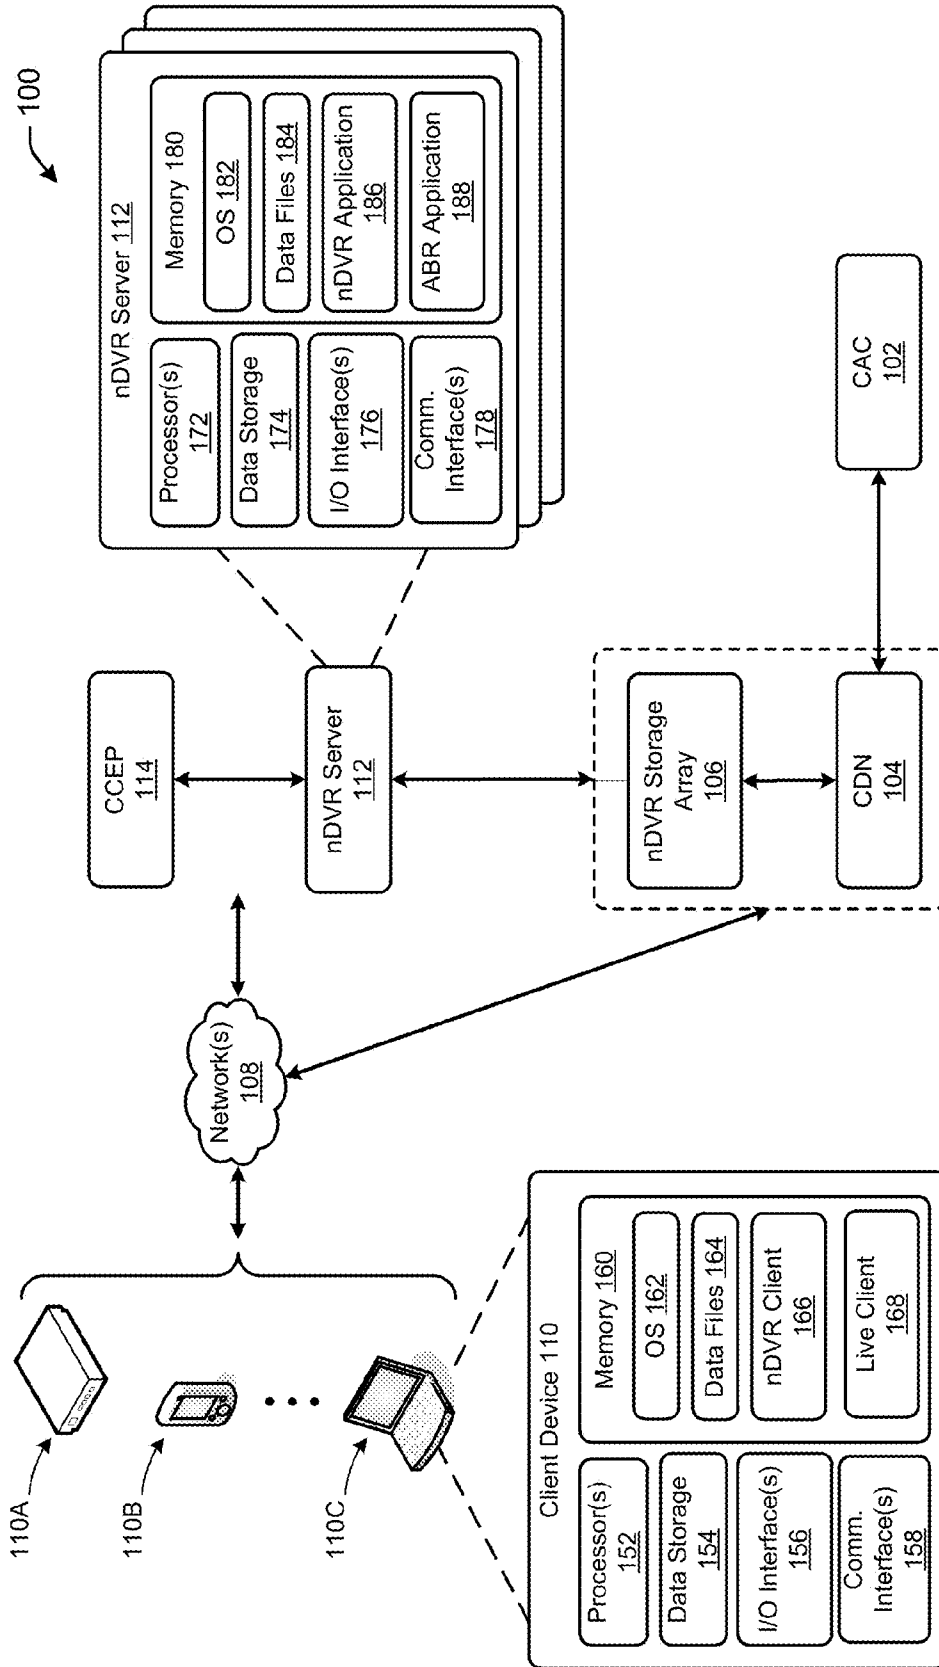 100
110A
110B
110C
Network(s)
108
CCEP
114
nDVR Server
112
nDVR Storage
Array
106
CDN
104
CAC
102
nDVR Server 112
Processor(s)
172
Data Storage
174
I/O Interface(s)
176
Comm.
Interface(s)
178
Memory 180
OS 182
Data Files 184
nDVR Application
186
ABR Application
188
Client Device 110
Processor(s)
152
Data Storage
154
I/O Interface(s)
156
Comm.
Interface(s)
158
Memory 160
OS 162
Data Files 164
nDVR Client
166
Live Client
168